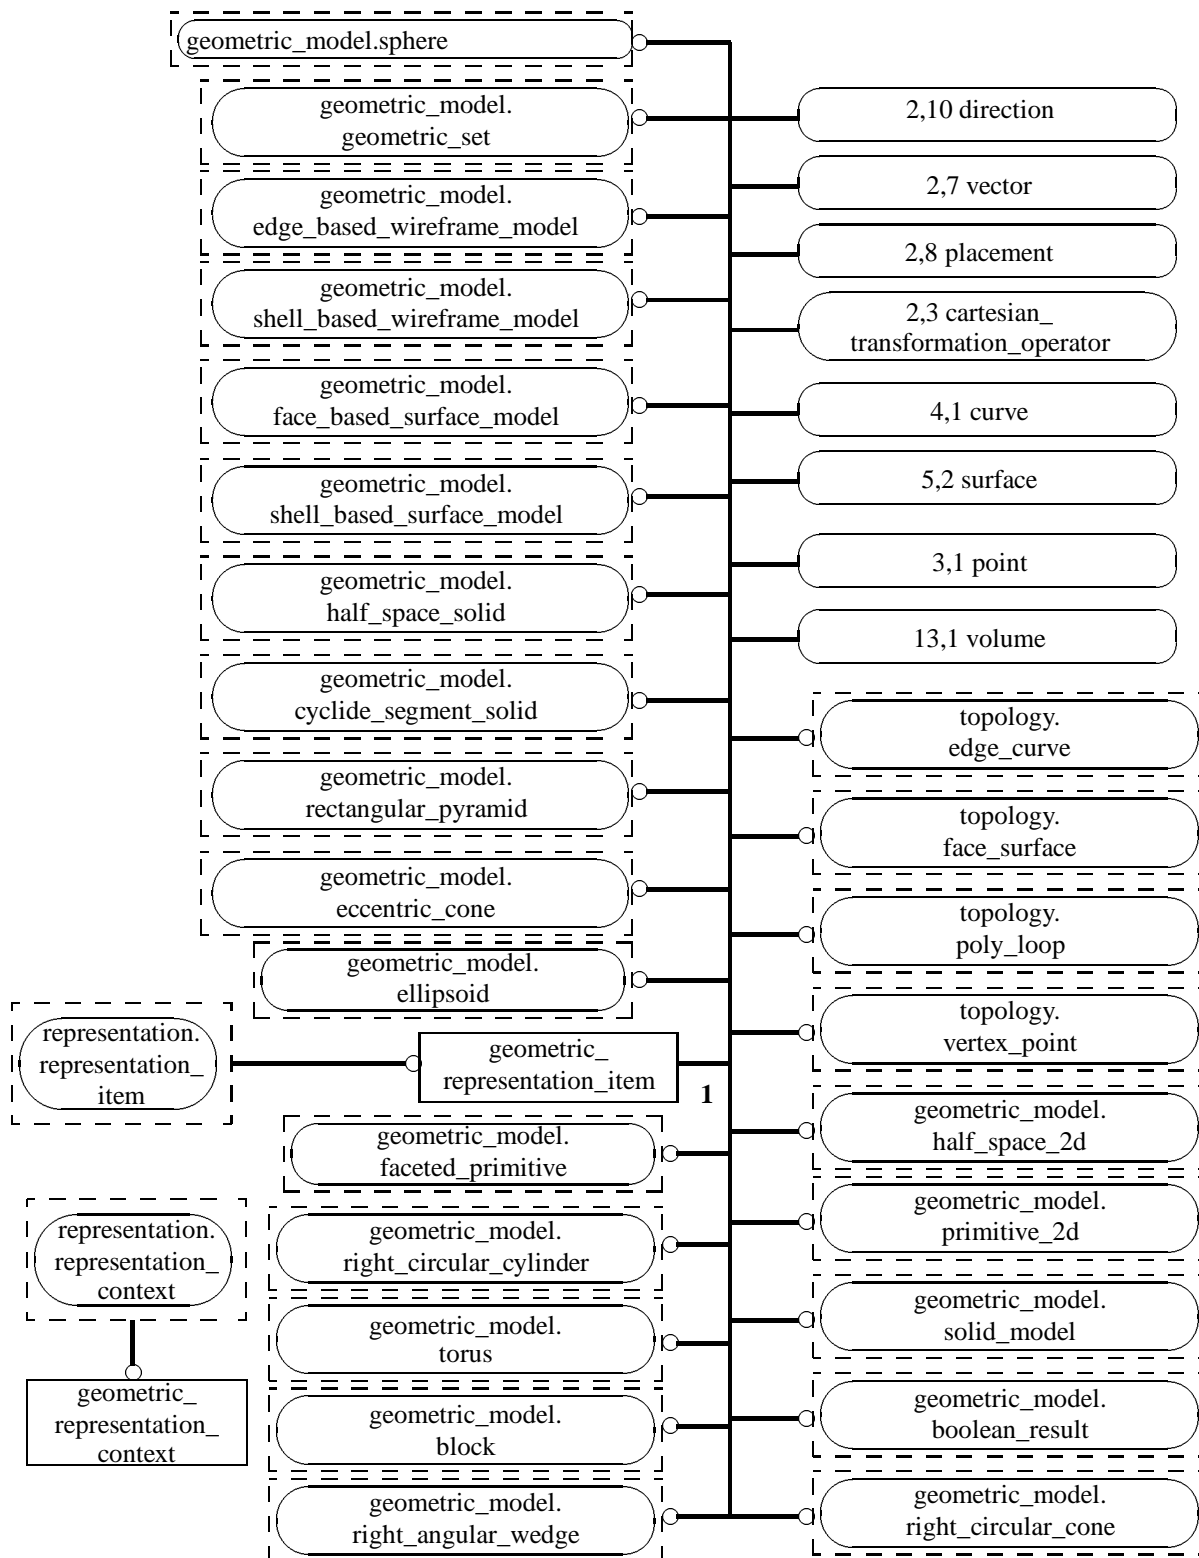 geometric_model.sphere
geometric_model.
geometric_set
geometric_model.
edge_based_wireframe_model
geometric_model.
shell_based_wireframe_model
geometric_model.
face_based_surface_model
geometric_model.
shell_based_surface_model
geometric_model.
half_space_solid
geometric_model.
cyclide_segment_solid
geometric_model.
rectangular_pyramid
geometric_model.
eccentric_cone
geometric_model.
ellipsoid
representation.
representation_
item
geometric_
representation_item
1
geometric_model.
faceted_primitive
representation.
representation_
context
geometric_
representation_
context
geometric_model.
right_circular_cylinder
geometric_model.
torus
geometric_model.
block
geometric_model.
right_angular_wedge
2,10 direction
2,7 vector
2,8 placement
2,3 cartesian_
transformation_operator
4,1 curve
5,2 surface
3,1 point
13,1 volume
topology.
edge_curve
topology.
face_surface
topology.
poly_loop
topology.
vertex_point
geometric_model.
half_space_2d
geometric_model.
primitive_2d
geometric_model.
solid_model
geometric_model.
boolean_result
geometric_model.
right_circular_cone